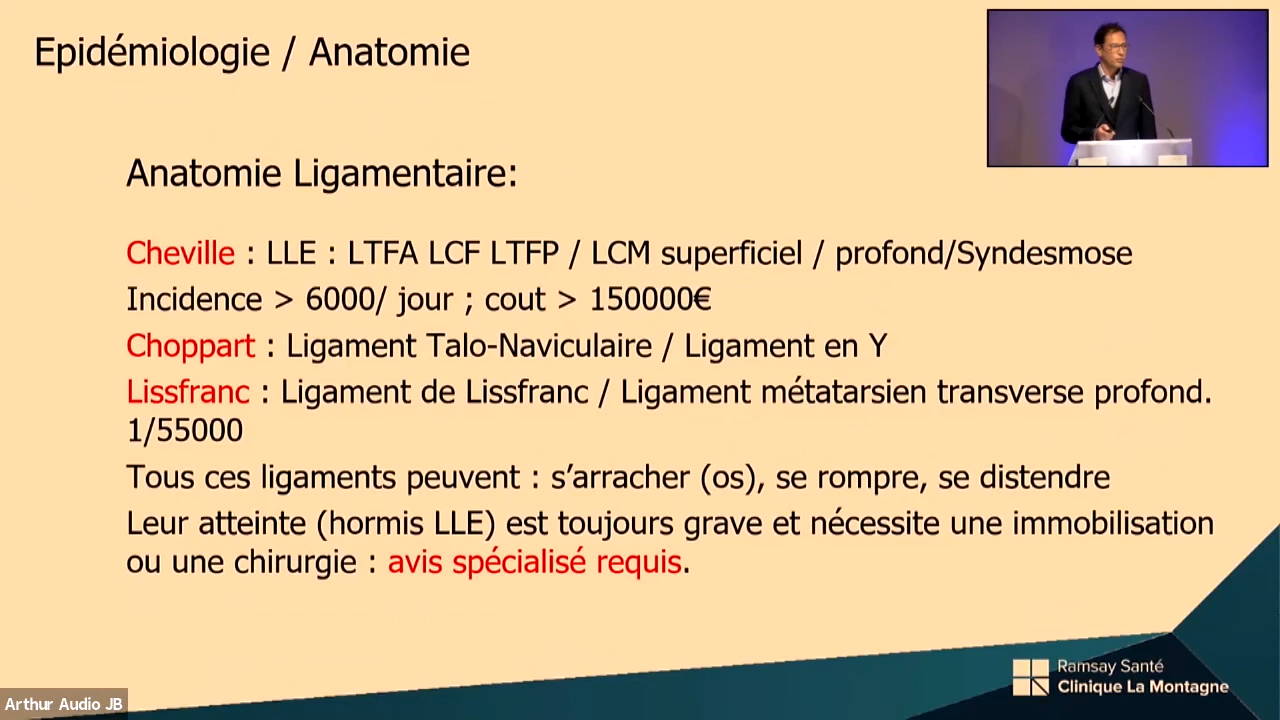 Epidémiologie / Anatomie
Anatomie Ligamentaire:
Cheville : LLE : LTFA LCF LTFP / LCM superficiel / profond/Syndesmose
Incidence > 6000/ jour ; cout > 150000€
Choppart : Ligament Talo-Naviculaire / Ligament en Y
Lissfranc : Ligament de Lissfranc / Ligament métatarsien transverse profond.
1/55000
Tous ces ligaments peuvent : s’arracher (os), se rompre, se distendre
Leur atteinte (hormis LLE) est toujours grave et nécessite une immobilisation
ou une chirurgie : avis spécialisé requis.
Ramsay Santé
Clinique La Montagne
Arthur Audio JB